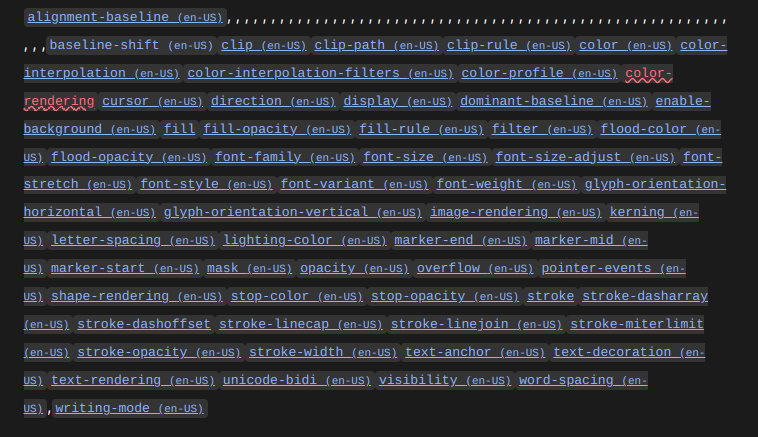 alignment-baseline (en-US),,,,,,,,,,,,,,,,,,,,,,,,,,,,,,,,,,,,,,,,,,,,,,,,,,,,,,,,
,,,baseline-shift (en-US) clip (en-US) clip-path (en-US) clip-rule (en-US) color (en-US) color-
interpolation (en-US) color-interpolation-filters (en-US) color-profile (en-US) color-
rendering cursor (en-US) direction (en-US) display (en-US) dominant-baseline (en-US) enable-
background (en-US) fill fill-opacity (en-US) fill-rule (en-US) filter (en-US) flood-color (en-
US) flood-opacity (en-US) font-family (en-US) font-size (en-US) font-size-adjust (en-US) font-
stretch (en-US) font-style (en-US) font-variant (en-US) font-weight (en-US) glyph-orientation-
horizontal (en-US) glyph-orientation-vertical (en-US) image-rendering (en-US) kerning (en-
US) letter-spacing (en-US) lighting-color (en-US) marker-end (en-US) marker-mid (en-
US) marker-start (en-US) mask (en-US) opacity (en-US) overflow (en-US) pointer-events (en-
US) shape-rendering (en-US) stop-color (en-US) stop-opacity (en-US) stroke stroke-dasharray
(en-US) stroke-dashoffset stroke-linecap (en-US) stroke-linejoin (en-US) stroke-miterlimit
(en-US) stroke-opacity (en-US) stroke-width (en-US) text-anchor (en-US) text-decoration (en-
US) text-rendering (en-US) unicode-bidi (en-US) visibility (en-US) word-spacing (en-
US),writing-mode (en-US)